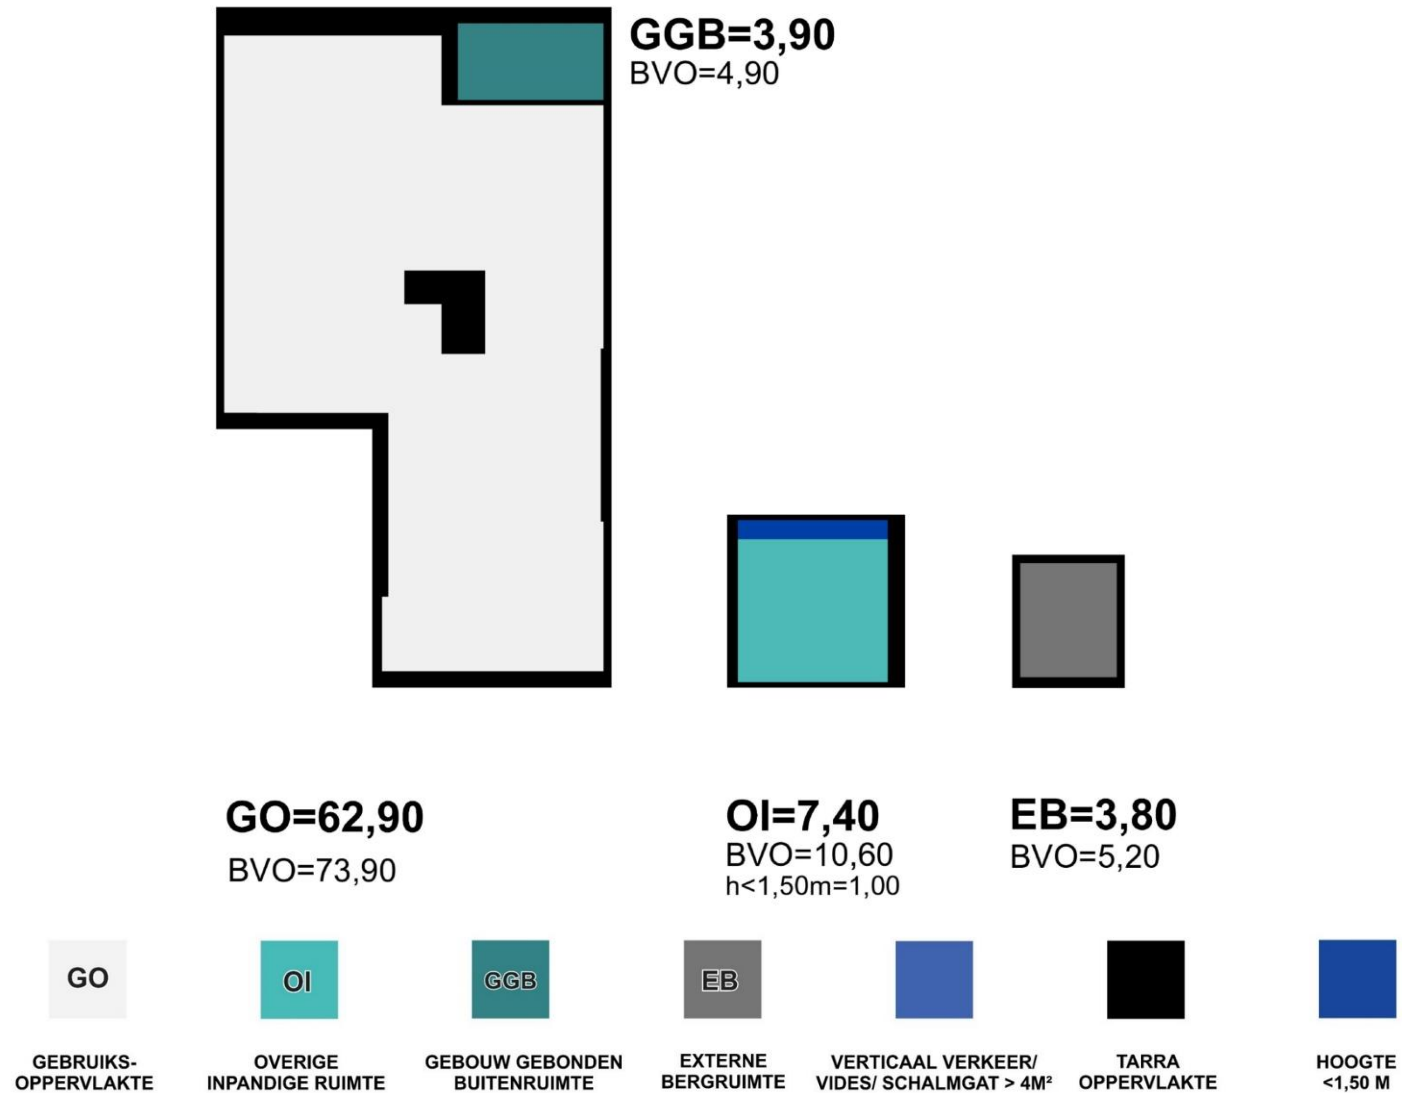 GGB=3,90
BVO=4,90
GO=62,90
BVO=73,90
OI=7,40
BVO=10,60
h<1,50m=1,00
EB=3,80
BVO=5,20
GO
GEBRUIKS-
OPPERVLAKTE
OI
OVERIGE
INPANDIGE RUIMTE
GGB
GEBOUW GEBONDEN
BUITENRUIMTE
EB
EXTERNE
BERGRUIMTE
VERTICAAL VERKEER/
VIDES/ SCHALMGAT > 4M²
TARRA
OPPERVLAKTE
HOOGTE
<1,50 M